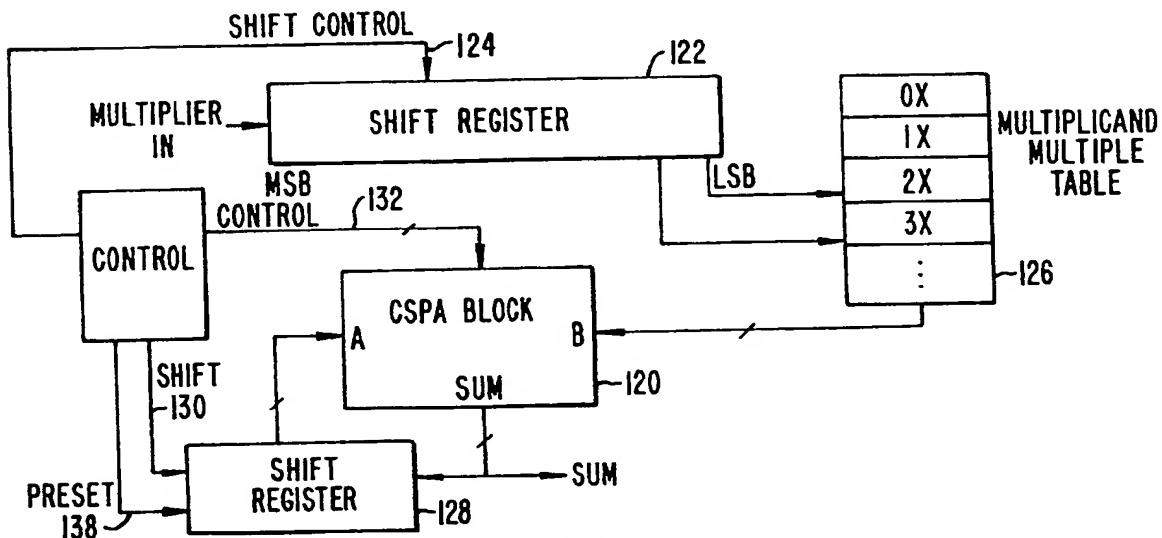 SHIFT CONTROL
124
122
MULTIPLIER
IN
SHIFT REGISTER
0X
1X
2X
3X
⋮
MULTIPLICAND
MULTIPLE
TABLE
LSB
MSB
CONTROL
132
126
CONTROL
CSPA BLOCK
A
B
SUM
120
SHIFT
130
SHIFT
REGISTER
SUM
128
PRESET
138